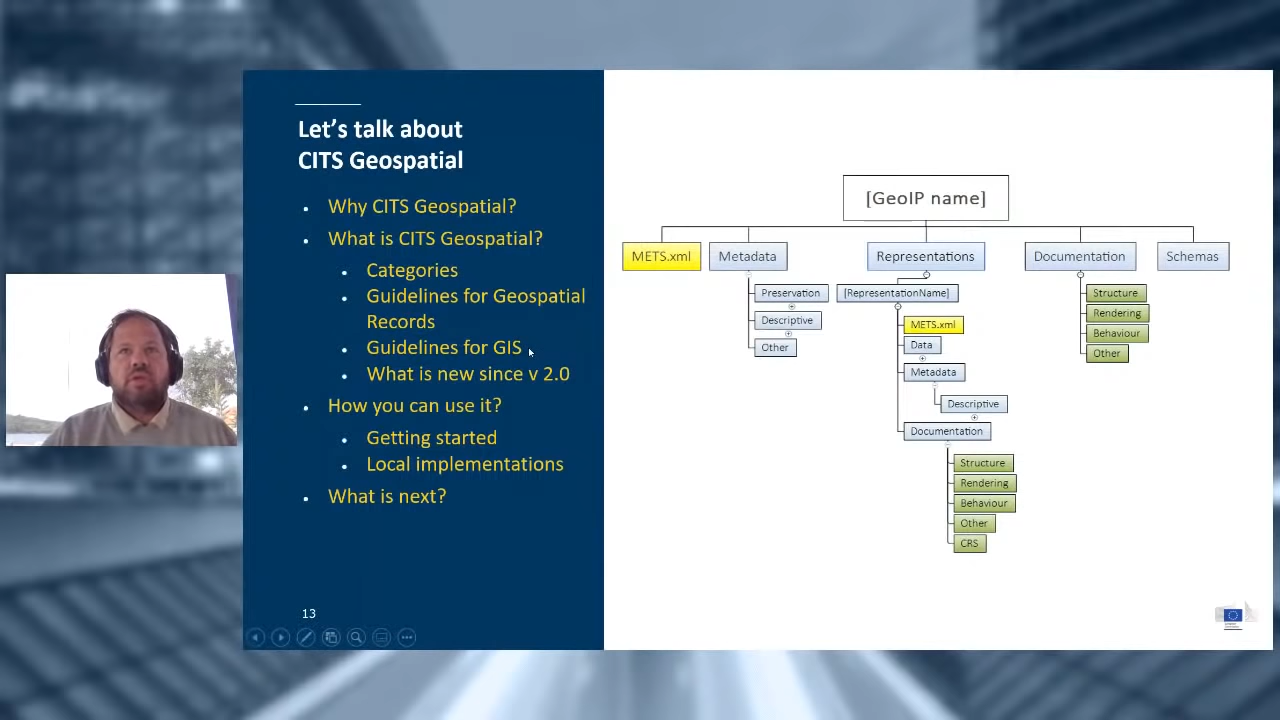 Let's talk about
CITS Geospatial
Why CITS Geospatial?
What is CITS Geospatial?
Categories
Guidelines for Geospatial
Records
Guidelines for GIS
What is new since v 2.0
How you can use it?
Getting started
Local implementations
What is next?
13
[GeoIP name]
METS.xml
Metadata
Representations
Documentation
Schemas
Preservation
Descriptive
Other
[RepresentationName]
METS.xml
Data
Metadata
Descriptive
Documentation
Structure
Rendering
Behaviour
Other
CRS
Structure
Rendering
Behaviour
Other